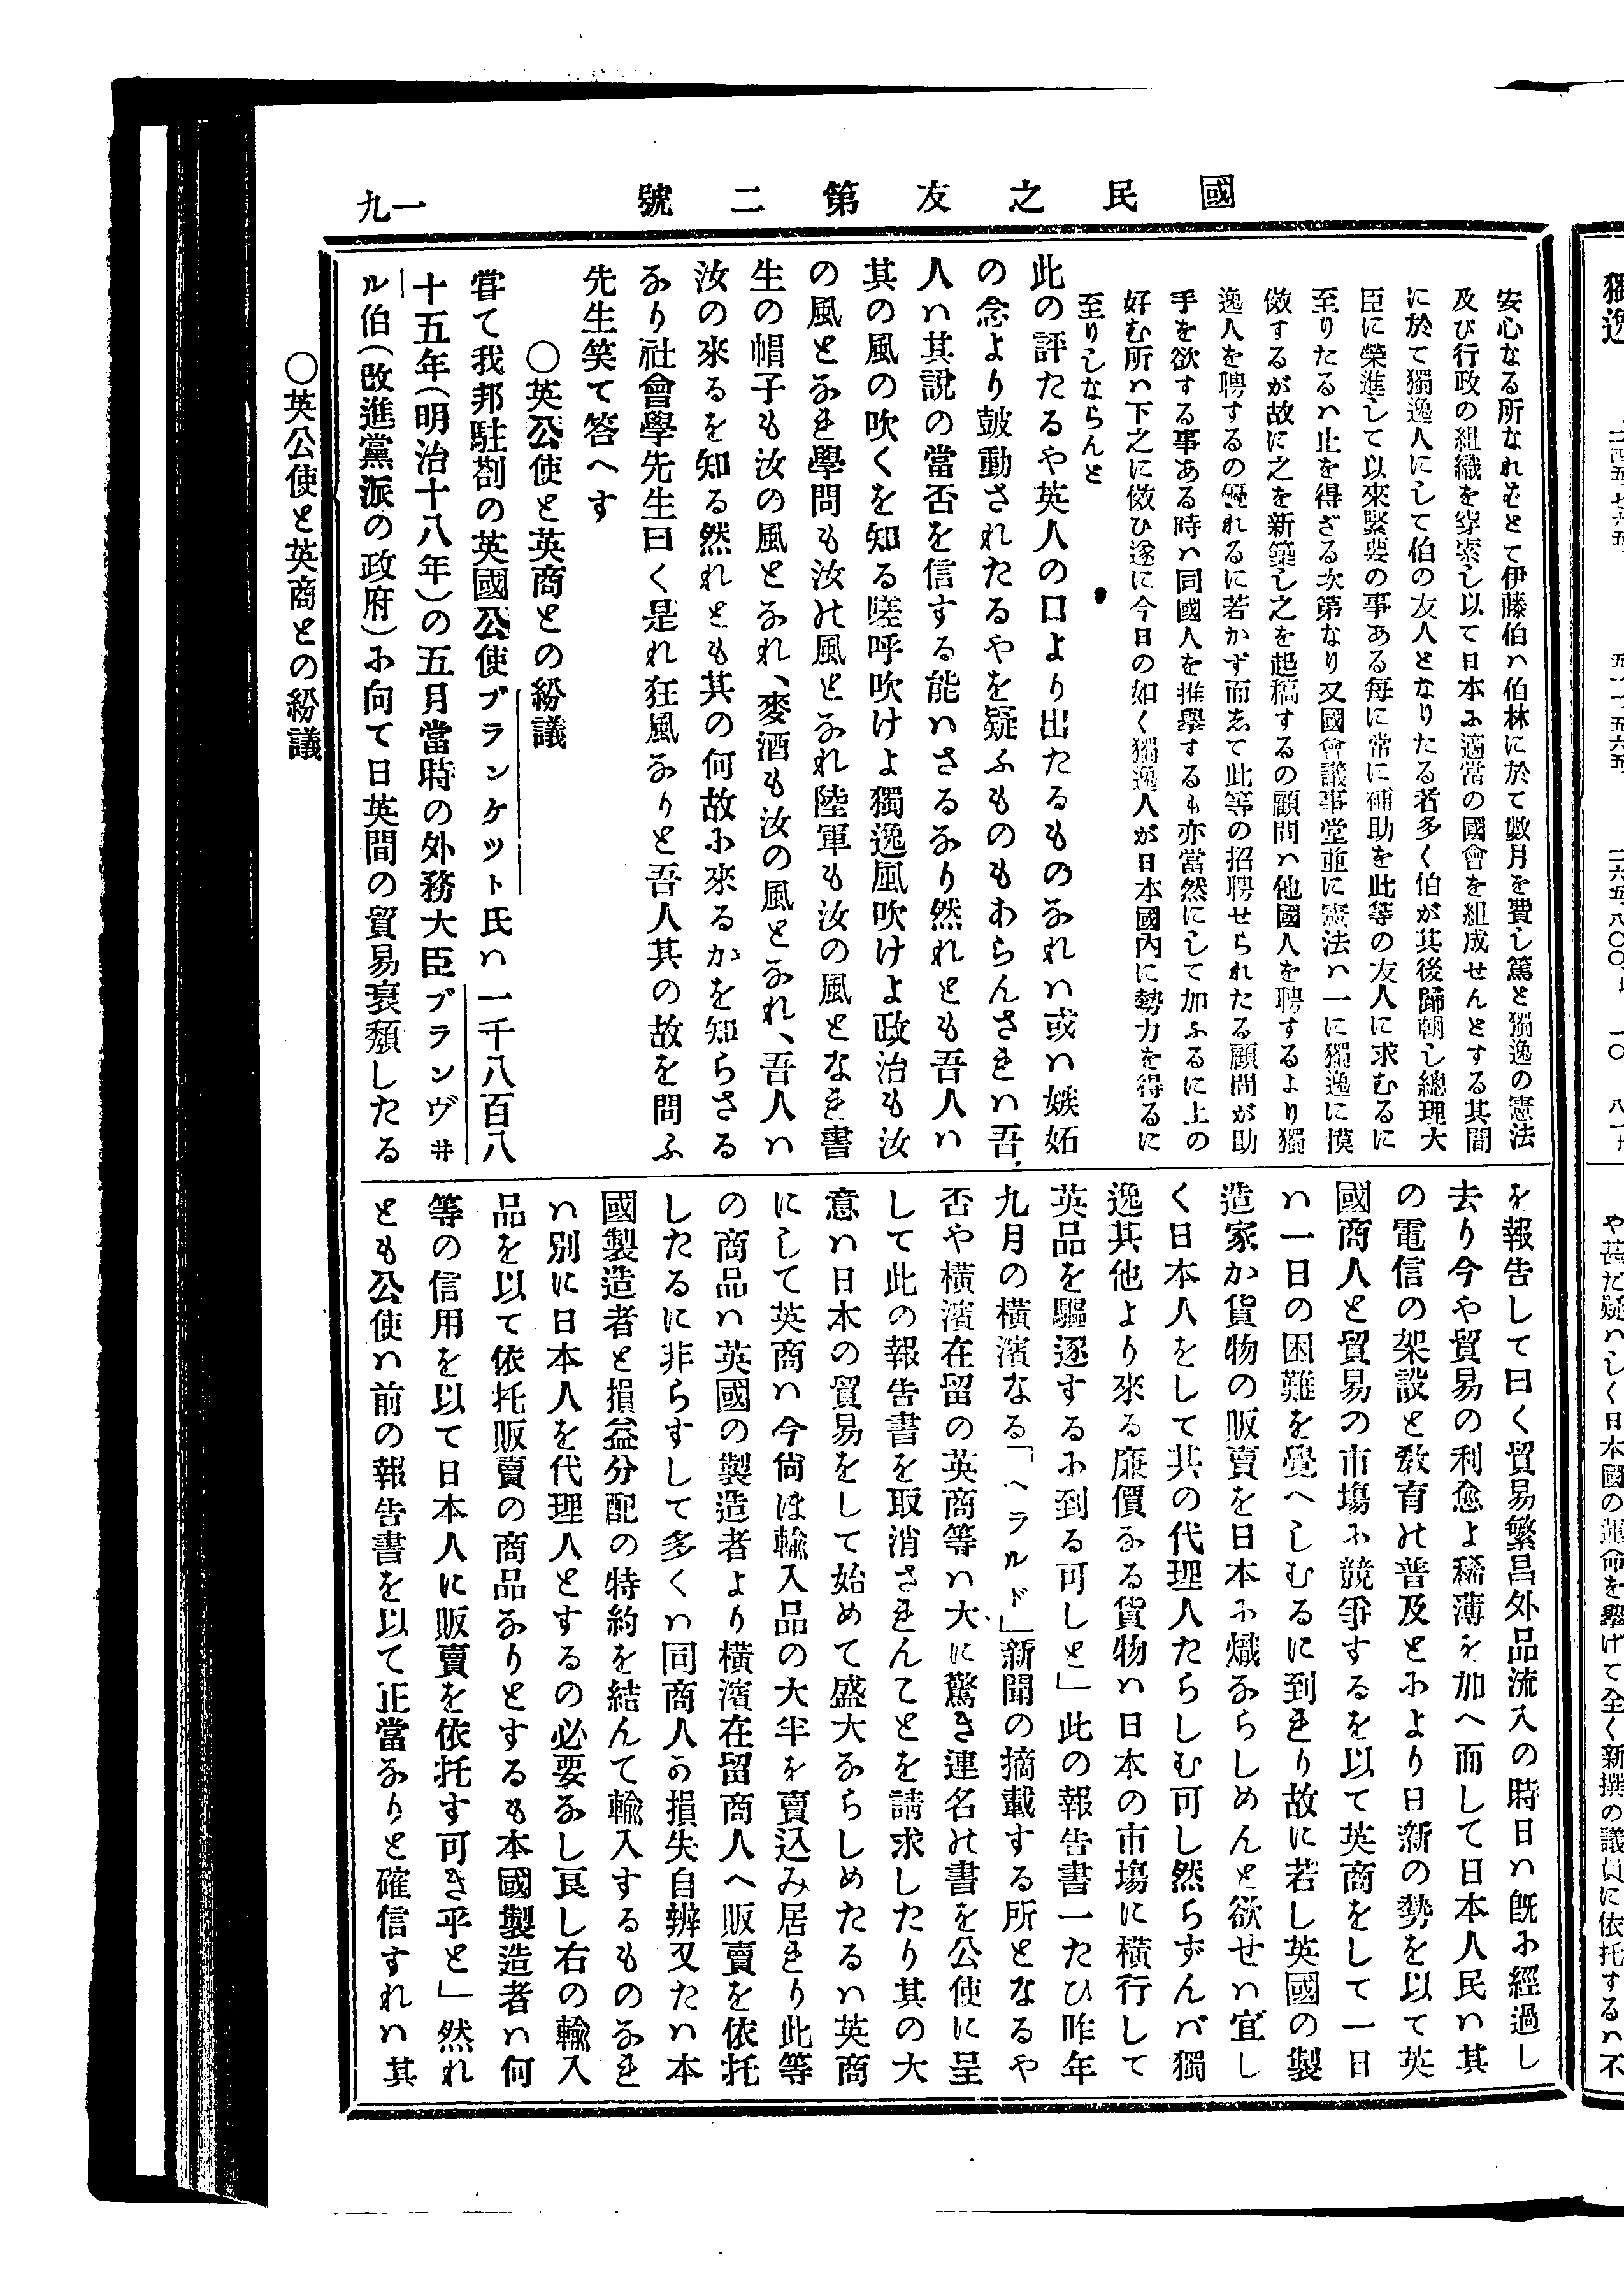 國民之友第二號
一九
安心なる所なれむとて伊藤伯ハ伯林に於て數月を費し篤と獨逸の憲法
及び行政の組織を穿索し以て日本ふ適當の國會を組成せんとする其間
に於て獨逸人にして伯の友人となりたる者多く伯が其後歸朝し總理大
臣に榮進して以來緊要の事ある毎に常に補助を此等の友人に求むるに
至りたるハ止を得ざる次第なり又國會議事堂並に憲法ハ一に獨逸に摸
傚するが故に之を新築し之を起稿するの顧問ハ他國人を聘するより獨
逸人を聘するの優れるに若かず而志て此等の招聘せられたる顧問が助
手を欲する事ある時ハ同國人を推擧するも亦當然にして加ふるに上の
好む所ハ下之に傚ひ遂に今日の如く獨逸人が日本國內に勢力を得るに
至りしならんと
此の評たるや英人の口より出たるものなれハ或ハ嫉妬
の念より皷動されたるやを疑ふものもわらんさきハ吾
人ハ其說の當否を信する能ハさるなり然れとも吾人ハ
其の風の吹くを知る嗟呼吹けよ獨逸風吹けよ政治も汝
の風となき學問も汝の風となれ陸軍も汝の風となき書
生の帽子も汝の風となれ、麥酒も汝の風となれ、吾人ハ
汝の來るを知る然れとも其の何故ふ來るかを知らさる
なり社會學先生曰く是れ狂風なりと吾人其の故を問ふ
先生笑て答へす
〇英公使と英商との紛議
甞て我邦駐剳の英國公使ブランケット氏ハ一千八百八
十五年(明治十八年)の五月當時の外務大臣ブランヴ井
ル伯(改進黨派の政府)ふ向て日英間の貿易衰頽したる
を報告して曰く貿易繁昌外品流入の時日ハ旣ふ經過し
去り今や貿易の利愈よ稀薄を加へ而して日本人民ハ其
の電信の架設と敎育の普及とふより日新の勢を以て英
國商人と貿易の市塲ふ競爭するを以て英商をして一日
ハ一日の困難を覺へしむるに到きり故に若し英國の製
造家か貨物の販賣を日本ふ熾ならしめんと欲せハ宜し
く日本人をして共の代理人たらしむ可し然らずんバ獨
逸其他より來る廉價なる貨物ハ日本の市塲に橫行して
英品を驅逐するふ到る可しと」此の報告書一たひ昨年
九月の橫濱なる「ヘラルド」新聞の摘載する所となるや
否や橫濱在留の英商等ハ大に驚き連名の書を公使に呈
して此の報告書を取消さきんことを請求したり其の大
意ハ日本の貿易をして始めて盛大ならしめたるハ英商
にして英商ハ今尙ほ輸入品の大半を賣込み居きり此等
の商品ハ英國の製造者より橫濱在留商人へ販賣を依托
したるに非らすして多くハ同商人の損失自辨又たハ本
國製造者と損益分配の特約を結んて輸入するものなき
ハ別に日本人を代理人とするの必要なし良し右の輸入
品を以て依托販賣の商品なりとするも本國製造者ハ何
等の信用を以て日本人に販賣を依托す可き乎と」然れ
とも公使ハ前の報告書を以て正當なりと確信すれハ其
〇英公使と英商との紛議
獨逸
や甚だ疑ハしく日本國の運命を擧げて全く新撰の議員に依托するハ不